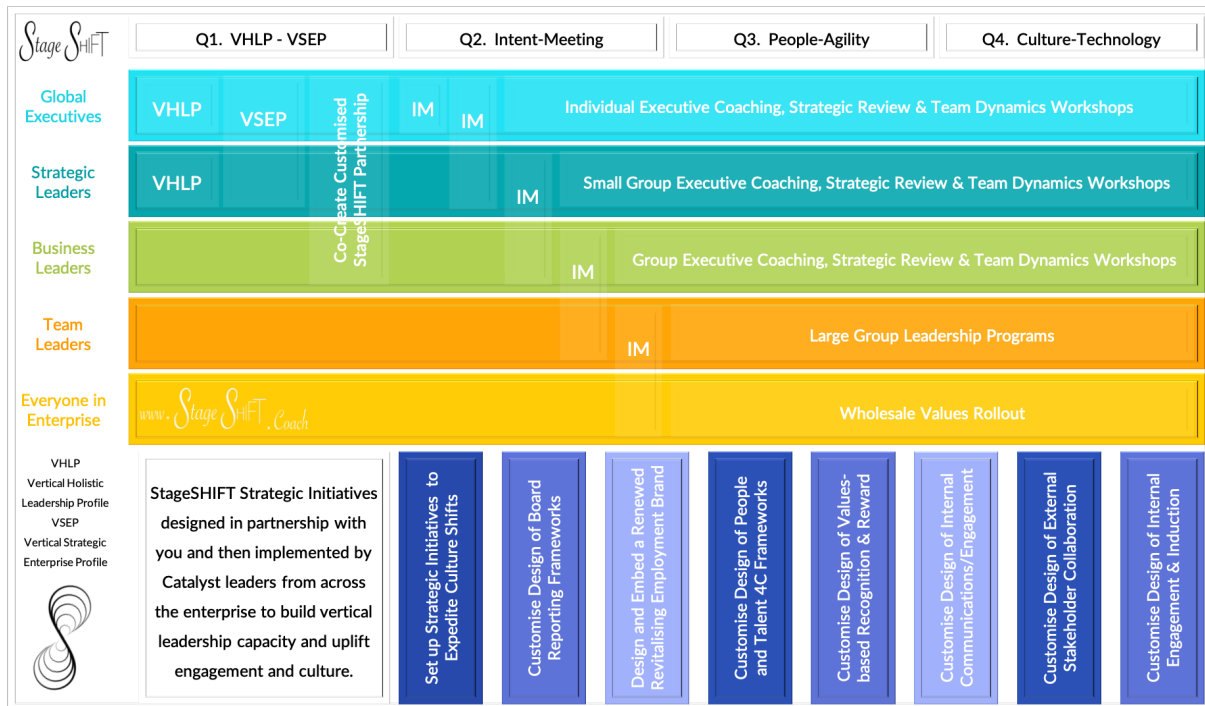 Stage SHIFT
Q1. VHLP - VSEP
Q2. Intent-Meeting
Q3. People-Agility
Q4. Culture-Technology
Global
Executives
VHLP
VSEP
Co-Create Customised
StageSHIFT Partnership
IM
IM
Individual Executive Coaching, Strategic Review & Team Dynamics Workshops
Strategic
Leaders
VHLP
IM
Small Group Executive Coaching, Strategic Review & Team Dynamics Workshops
Business
Leaders
IM
Group Executive Coaching, Strategic Review & Team Dynamics Workshops
Team
Leaders
IM
Large Group Leadership Programs
Everyone in
Enterprise
www.StageSHIFT.Coach
Wholesale Values Rollout
VHLP
Vertical Holistic
Leadership Profile
VSEP
Vertical Strategic
Enterprise Profile
StageSHIFT Strategic Initiatives
designed in partnership with
you and then implemented by
Catalyst leaders from across
the enterprise to build vertical
leadership capacity and uplift
engagement and culture.
Set up Strategic Initiatives to
Expedite Culture Shifts
Customise Design of Board
Reporting Frameworks
Design and Embed a Renewed
Revitalising Employment Brand
Customise Design of People
and Talent 4C Frameworks
Customise Design of Values-
based Recognition & Reward
Customise Design of Internal
Communications/Engagement
Customise Design of External
Stakeholder Collaboration
Customise Design of Internal
Engagement & Induction